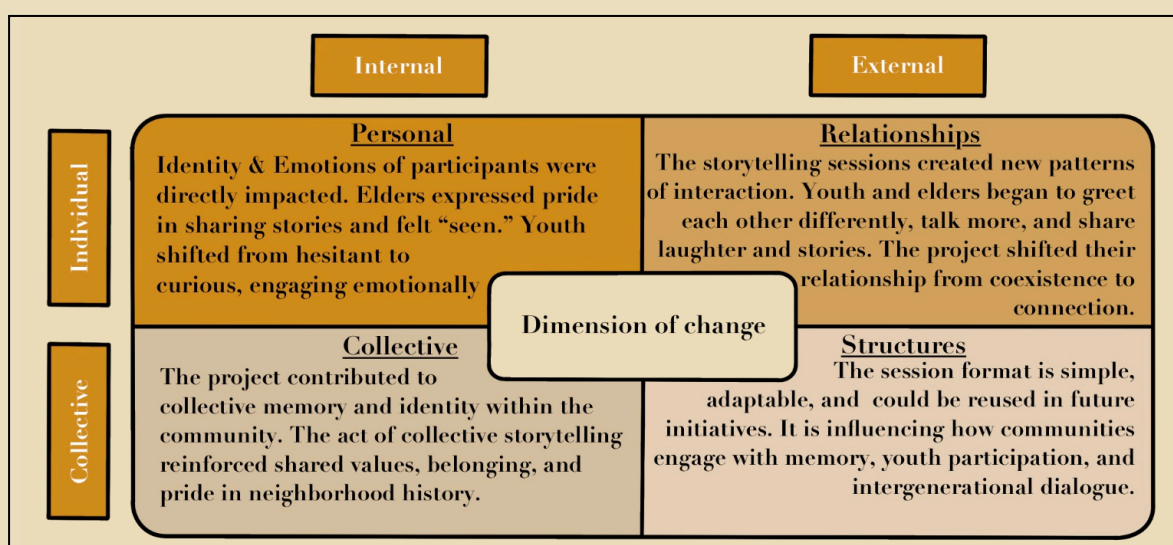 Internal
External
Individual
Personal
Identity & Emotions of participants were
directly impacted. Elders expressed pride
in sharing stories and felt “seen.” Youth
shifted from hesitant to
curious, engaging emotionally
Relationships
The storytelling sessions created new patterns
of interaction. Youth and elders began to greet
each other differently, talk more, and share
laughter and stories. The project shifted their
relationship from coexistence to
connection.
Dimension of change
Collective
Collective
The project contributed to
collective memory and identity within the
community. The act of collective storytelling
reinforced shared values, belonging, and
pride in neighborhood history.
Structures
The session format is simple,
adaptable, and could be reused in future
initiatives. It is influencing how communities
engage with memory, youth participation, and
intergenerational dialogue.